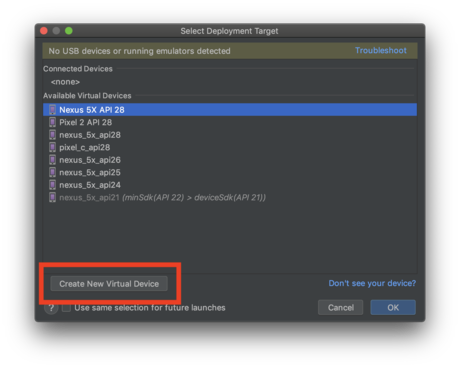 Select Deployment Target
No USB devices or running emulators detected
Troubleshoot
Connected Devices
<none>
Available Virtual Devices
Nexus 5X API 28
Pixel 2 API 28
nexus_5x_api28
pixel_c_api28
nexus_5x_api26
nexus_5x_api25
nexus_5x_api24
nexus_5x_api21 (minSdk(API 22) > deviceSdk(API 21))
Create New Virtual Device
Don't see your device?
? Use same selection for future launches
Cancel
OK